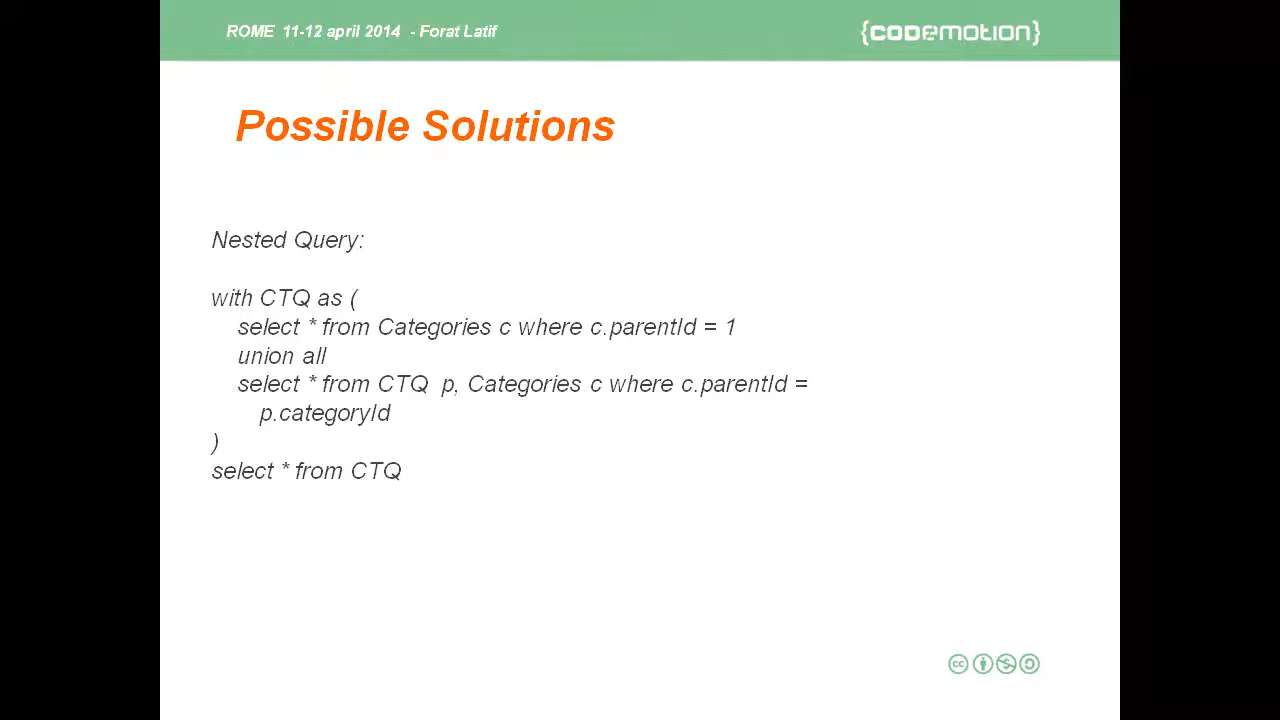 ROME 11-12 april 2014 - Forat Latif
{codemotion}
Possible Solutions
Nested Query:
with CTQ as (
select * from Categories c where c.parentId = 1
union all
select * from CTQ p, Categories c where c.parentId =
p.categoryId
)
select * from CTQ
cc